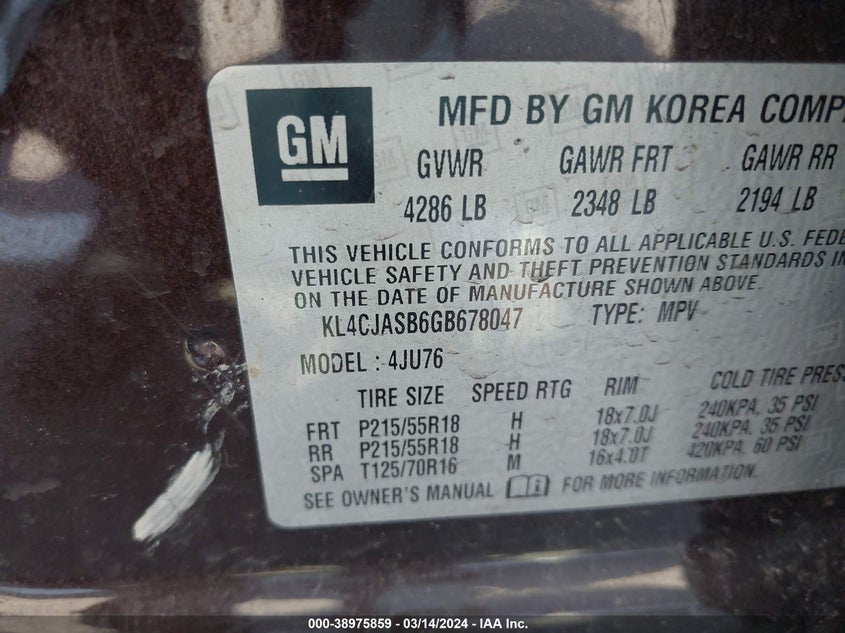 GM
MFD BY GM KOREA COMPA
GVWR GAWR FRT GAWR RR
4286 LB 2348 LB 2194 LB
THIS VEHICLE CONFORMS TO ALL APPLICABLE U.S. FEDE
VEHICLE SAFETY AND THEFT PREVENTION STANDARDS IN
ON THE DATE OF MANUFACTURE SHOWN ABOVE.
KL4CJASB6GB678047 TYPE: MPV
MODEL : 4JU76
TIRE SIZE SPEED RTG RIM COLD TIRE PRESS
FRT P215/55R18 H 18x7.0J 240KPA, 35 PSI
RR P215/55R18 H 18x7.0J 240KPA, 35 PSI
SPA T125/70R16 M 16x4.0T 420KPA, 60 PSI
SEE OWNER'S MANUAL FOR MORE INFORMATION.
000-38975859 - 03/14/2024 - IAA Inc.